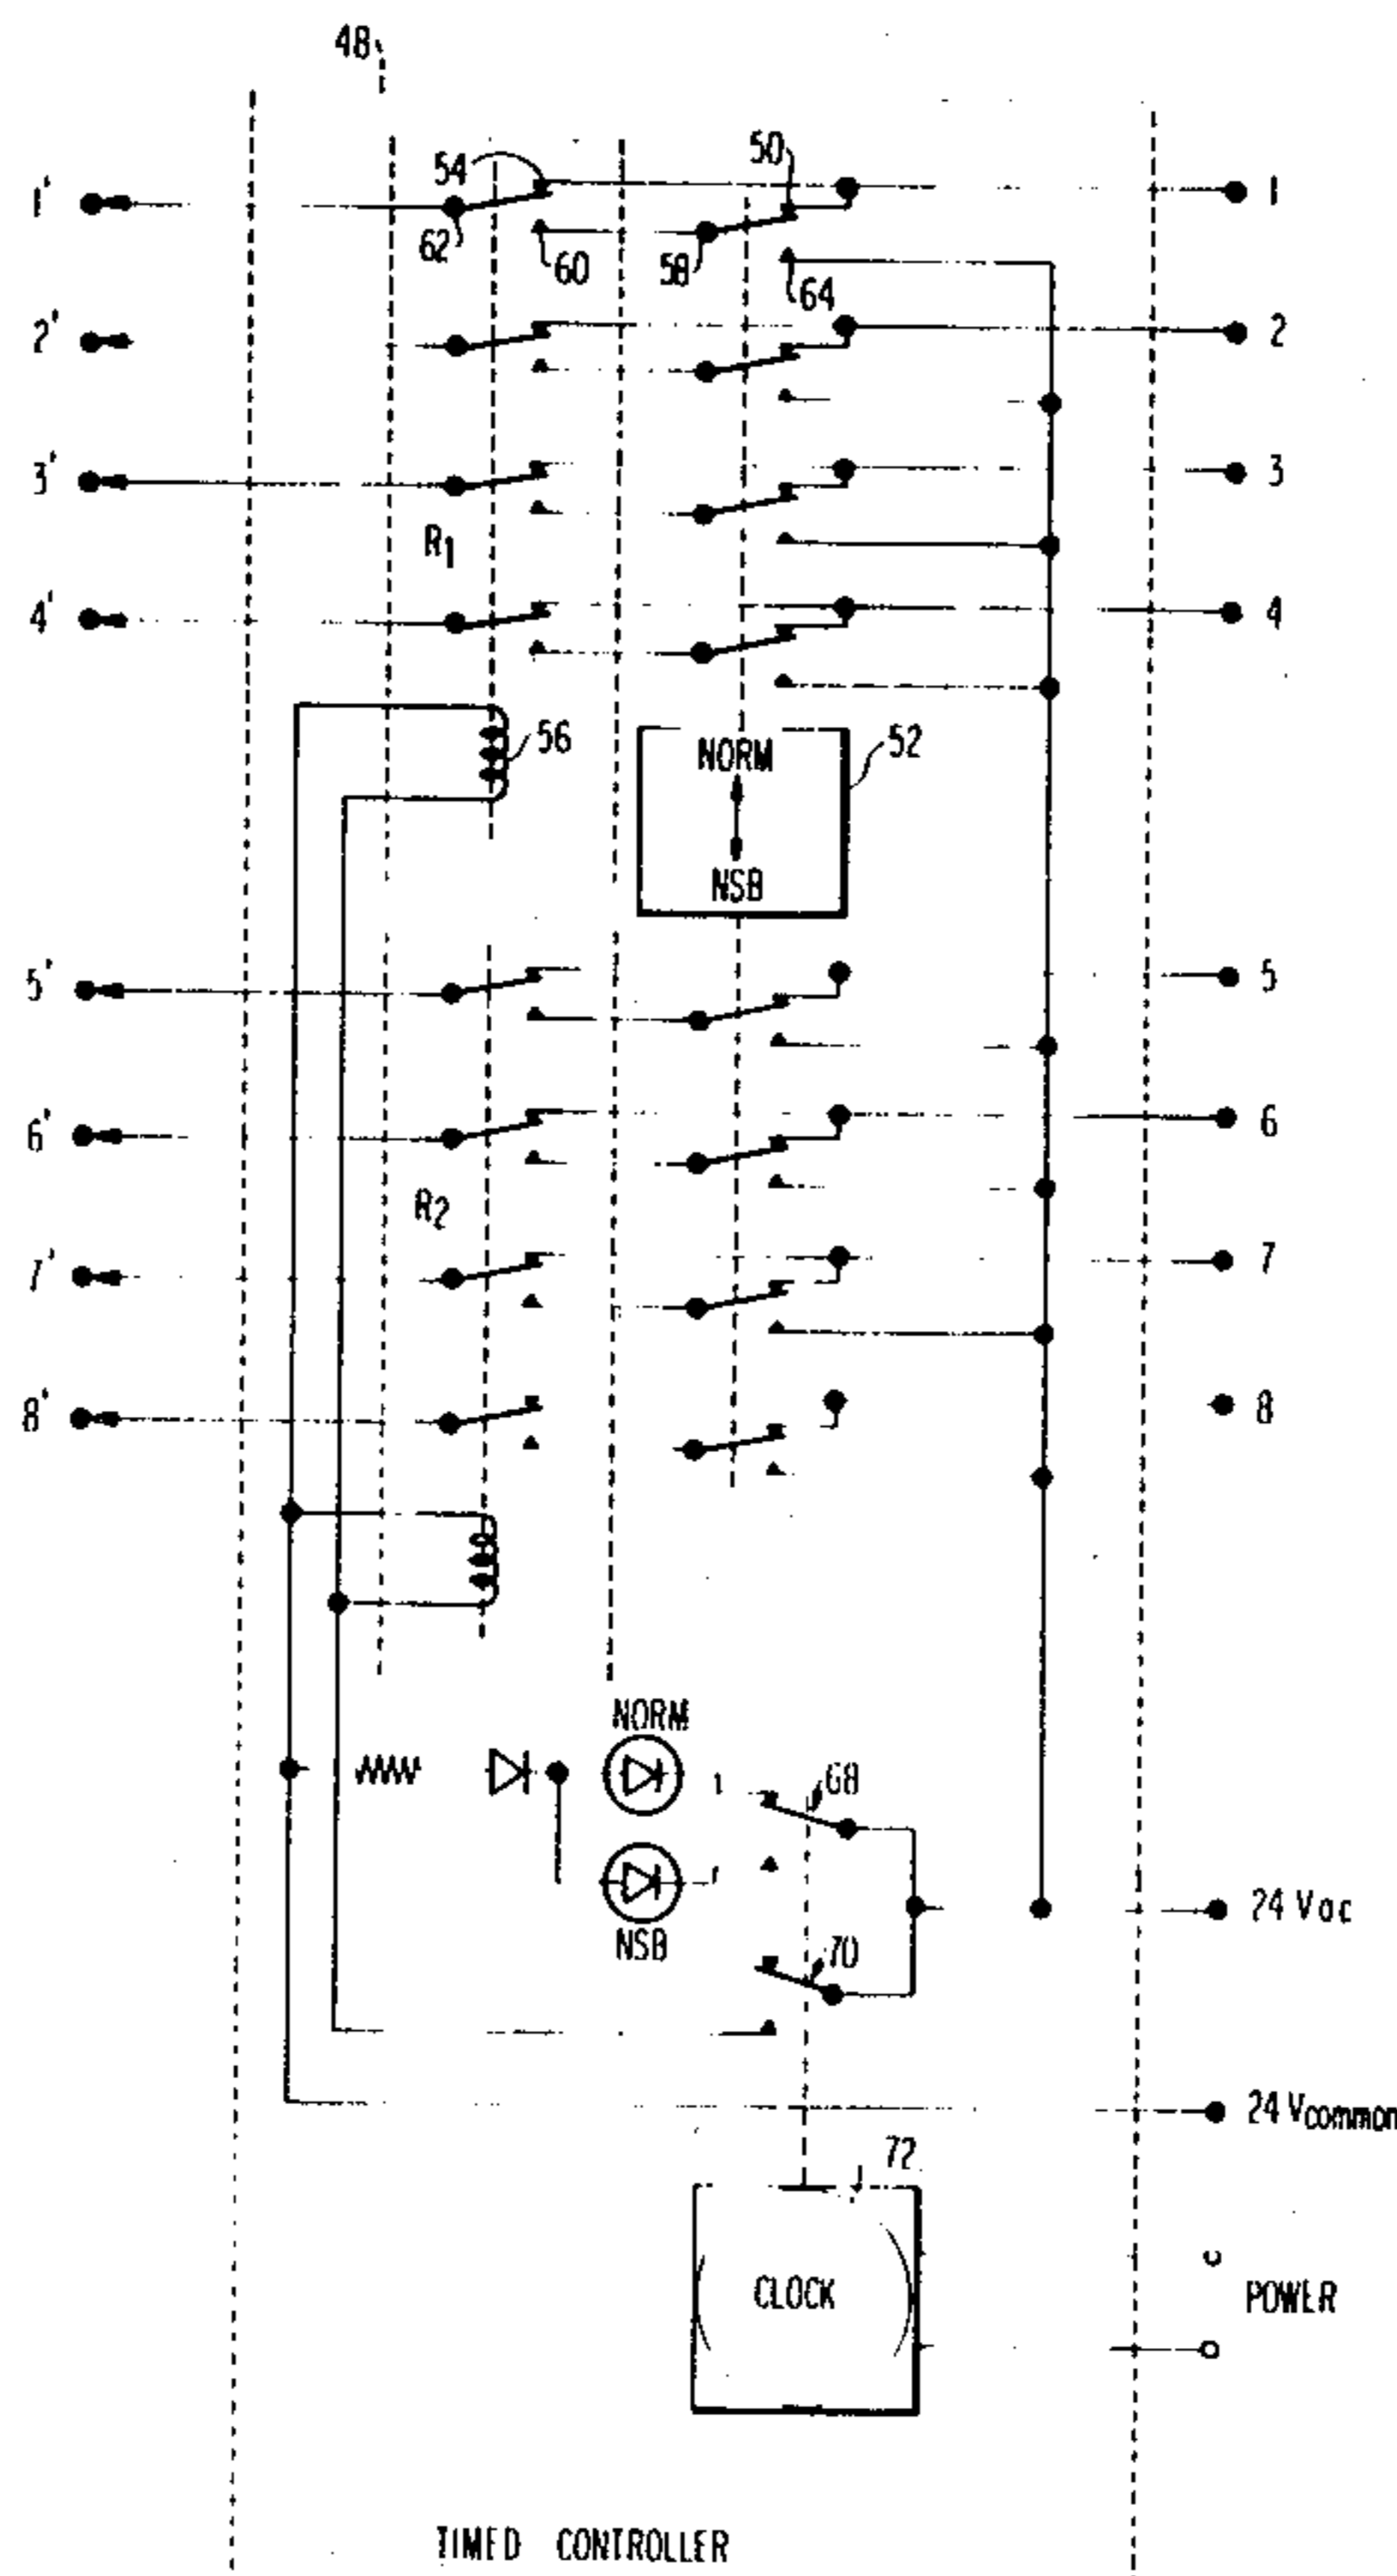 48
54
50
1'
1
62
60
58
64
2'
2
3'
3
R1
4'
4
56
NORM
52
NSB
5'
5
6'
6
R2
7'
7
8'
8
NORM
68
24 Vac
NSB
70
24 Vcommon
72
CLOCK
POWER
TIMED CONTROLLER